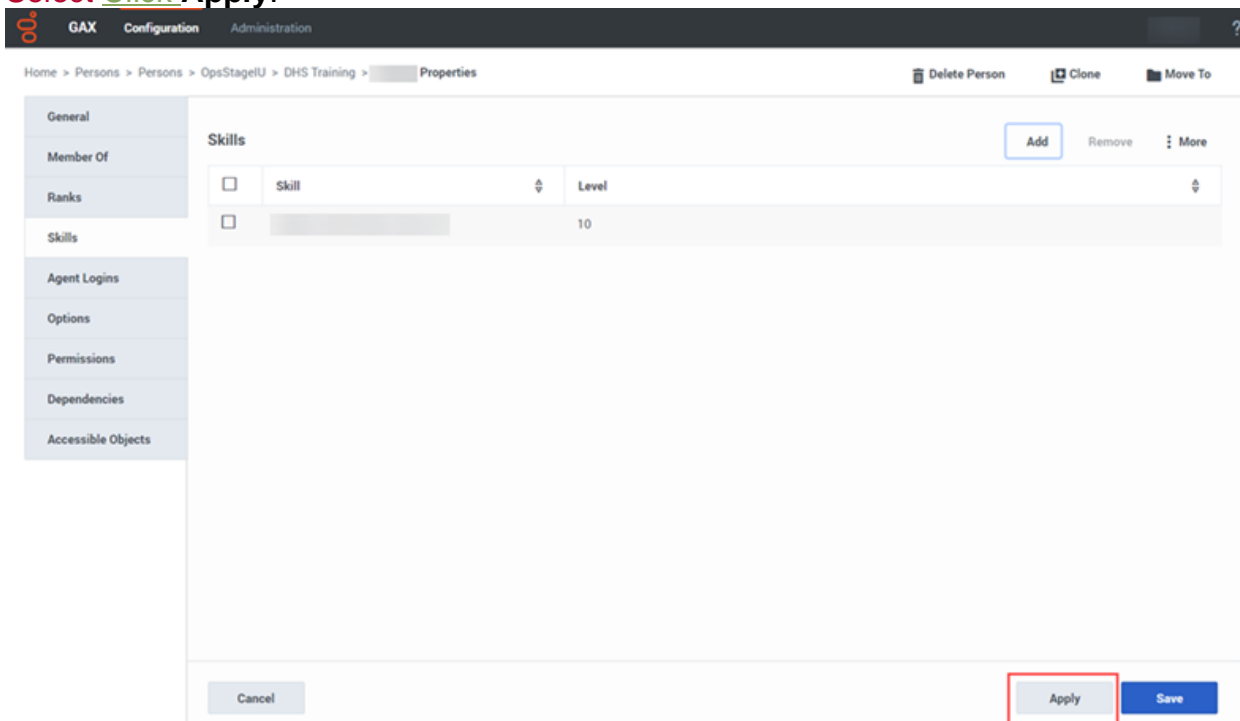 Select Click Apply.
GAX Configuration Administration ?
Home > Persons > Persons > OpsStageIU > DHS Training > Properties Delete Person Clone Move To
General
Skills Add Remove More
Member Of
Skill Level
Ranks
10
Skills
Agent Logins
Options
Permissions
Dependencies
Accessible Objects
Cancel Apply Save